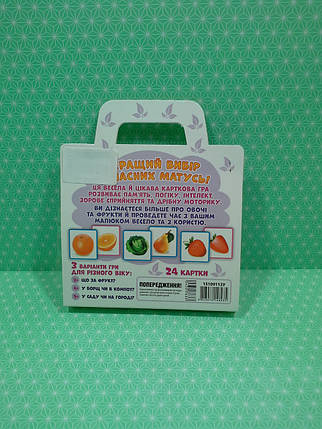 КРАЩИЙ ВИБІР
СУЧАСНИХ МАТУСЬ!
ЦЯ ВЕСЕЛА Й ЦІКАВА КАРТКОВА ГРА
РОЗВИВАЄ ПАМ'ЯТЬ, ЛОГІКУ, ІНТЕЛЕКТ,
ЗОРОВЕ СПРИЙНЯТТЯ ТА ДРІБНУ МОТОРИКУ.
ВИ ДІЗНАЄТЕСЯ БІЛЬШЕ ПРО ОВОЧІ
ТА ФРУКТИ Й ПРОВЕДЕТЕ ЧАС З ВАШИМ
МАЛЮКОМ ВЕСЕЛО ТА З КОРИСТЮ.
3 ВАРІАНТИ ГРИ
ДЛЯ РІЗНОГО ВІКУ:
ЩО ЗА ФРУКТ?
У БОРЩ ЧИ В КОМПОТ?
У САДУ ЧИ НА ГОРОДІ?
24 КАРТКИ
ПОПЕРЕДЖЕННЯ!